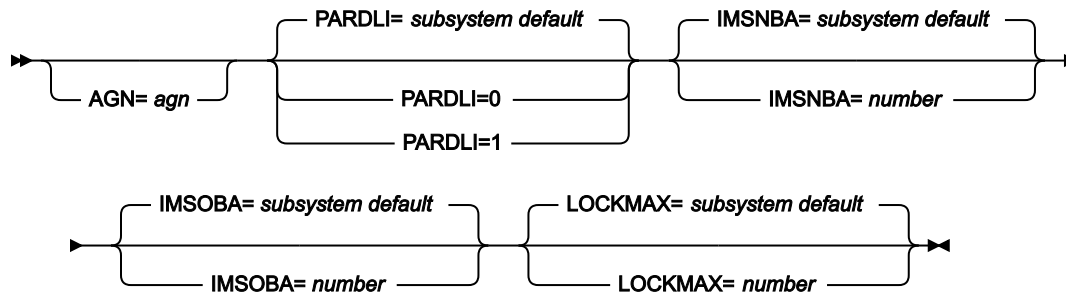 PARDLI= subsystem default
IMSNBA= subsystem default
AGN= agn
PARDLI=0
IMSNBA= number
PARDLI=1
IMSOBA= subsystem default
LOCKMAX= subsystem default
IMSOBA= number
LOCKMAX= number